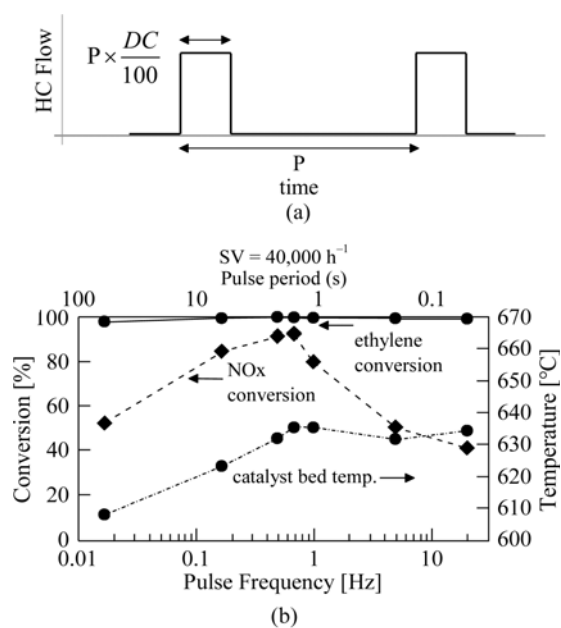 (a)
HC Flow
P × DC/100
P
time
(a)
SV = 40,000 h⁻¹
Pulse period (s)
100 10 1 0.1
Conversion [%]
100
80
60
40
20
0
ethylene
conversion
NOx
conversion
catalyst bed temp.
670
660
650
640
630
620
610
600
Temperature [°C]
0.01 0.1 1 10
Pulse Frequency [Hz]
(b)